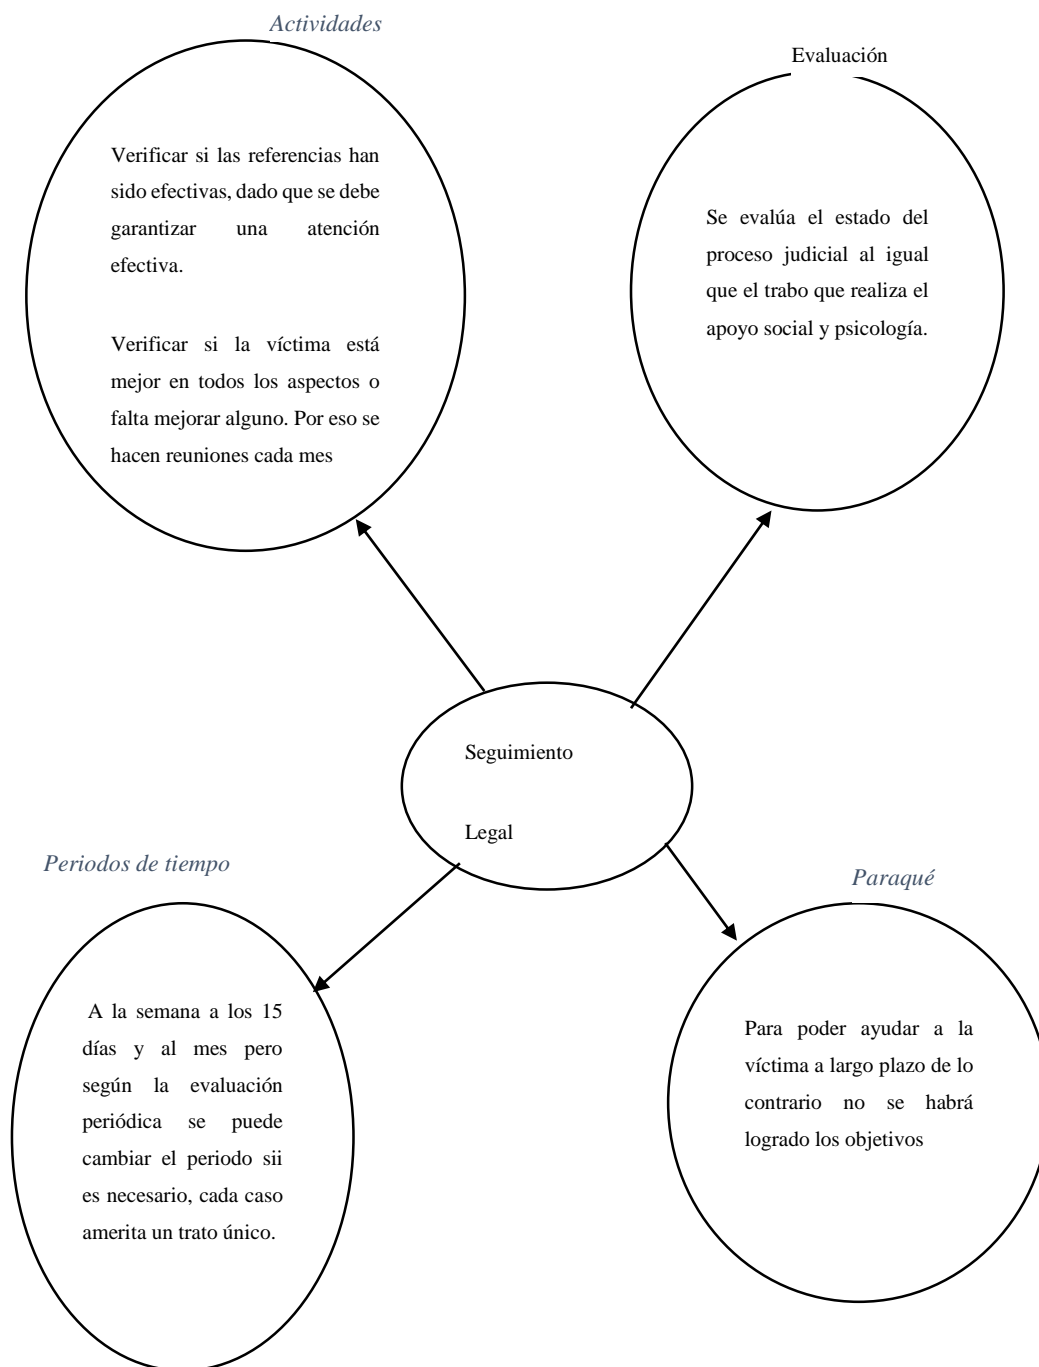 Actividades
Verificar si las referencias han
sido efectivas, dado que se debe
garantizar una atención
efectiva.
Verificar si la víctima está
mejor en todos los aspectos o
falta mejorar alguno. Por eso se
hacen reuniones cada mes
Evaluación
Se evalúa el estado del
proceso judicial al igual
que el trabo que realiza el
apoyo social y psicología.
Seguimiento
Legal
Periodos de tiempo
A la semana a los 15
días y al mes pero
según la evaluación
periódica se puede
cambiar el periodo sii
es necesario, cada caso
amerita un trato único.
Paraqué
Para poder ayudar a la
víctima a largo plazo de lo
contrario no se habrá
logrado los objetivos